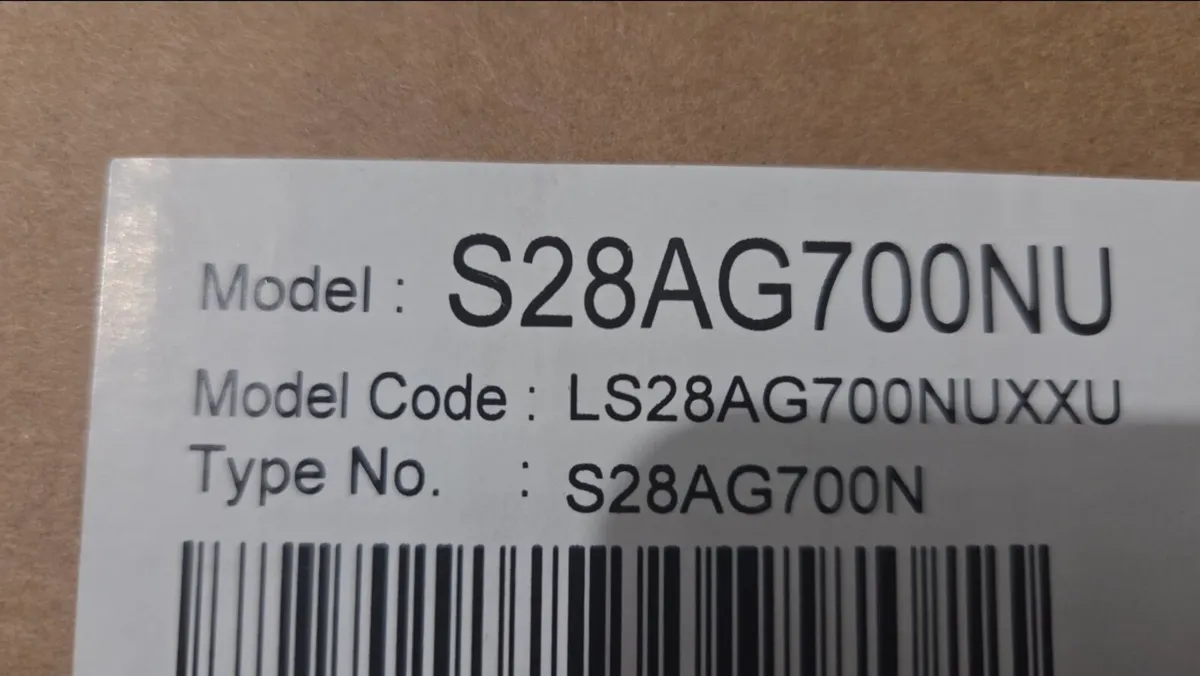 Model : S28AG700NU
Model Code : LS28AG700NUXXU
Type No. : S28AG700N